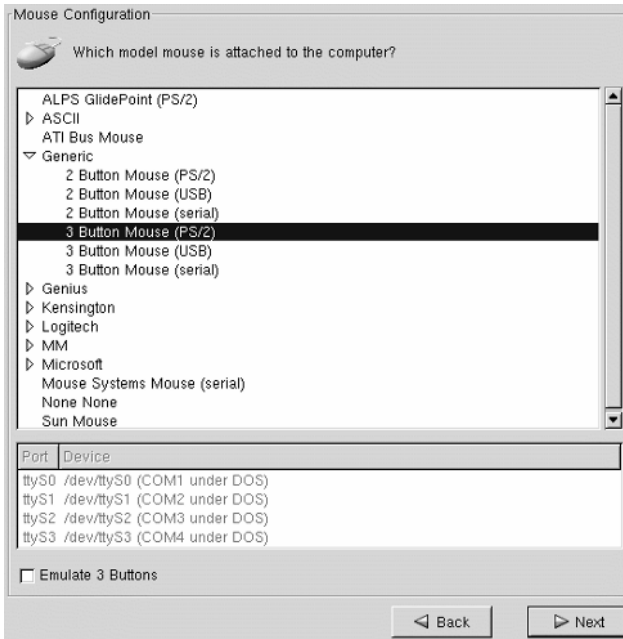 Mouse Configuration
Which model mouse is attached to the computer?
ALPS GlidePoint (PS/2)
ASCII
ATI Bus Mouse
Generic
2 Button Mouse (PS/2)
2 Button Mouse (USB)
2 Button Mouse (serial)
3 Button Mouse (PS/2)
3 Button Mouse (USB)
3 Button Mouse (serial)
Genius
Kensington
Logitech
MM
Microsoft
Mouse Systems Mouse (serial)
None None
Sun Mouse
Port Device
ttyS0 /dev/ttyS0 (COM1 under DOS)
ttyS1 /dev/ttyS1 (COM2 under DOS)
ttyS2 /dev/ttyS2 (COM3 under DOS)
ttyS3 /dev/ttyS3 (COM4 under DOS)
Emulate 3 Buttons
Back Next